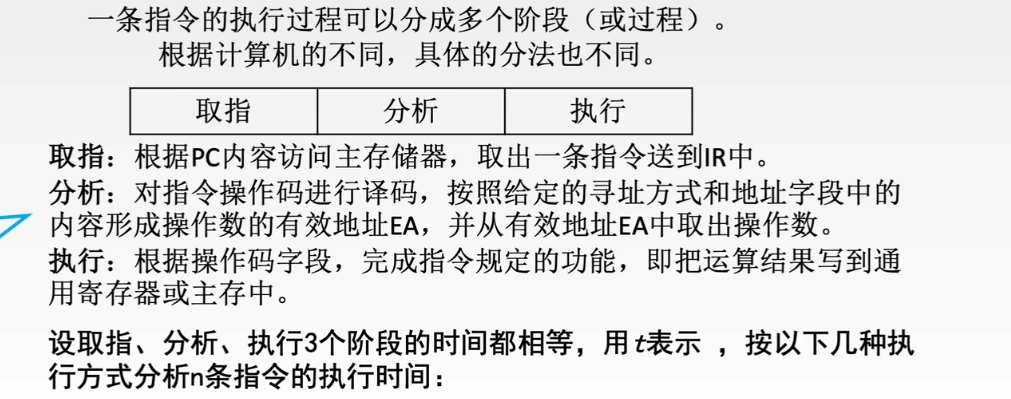 一条指令的执行过程可以分成多个阶段（或过程）。
根据计算机的不同，具体的分法也不同。
取指 分析 执行
取指：根据PC内容访问主存储器，取出一条指令送到IR中。
分析：对指令操作码进行译码，按照给定的寻址方式和地址字段中的
内容形成操作数的有效地址EA，并从有效地址EA中取出操作数。
执行：根据操作码字段，完成指令规定的功能，即把运算结果写到通
用寄存器或主存中。
设取指、分析、执行3个阶段的时间都相等，用t表示 ，按以下几种执
行方式分析n条指令的执行时间：